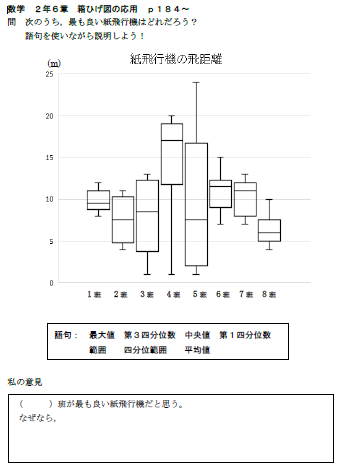 数学　２年６章　箱ひげ図の応用　ｐ１８４～
問　次のうち，最も良い紙飛行機はどれだろう？
語句を使いながら説明しよう！
紙飛行機の飛距離
(m)
25
20
15
10
5
0
1班　2班　3班　4班　5班　6班　7班　8班
語句：　最大値　第３四分位数　中央値　第１四分位数
範囲　四分位範囲　平均値
私の意見
（　　　）班が最も良い紙飛行機だと思う。
なぜなら，